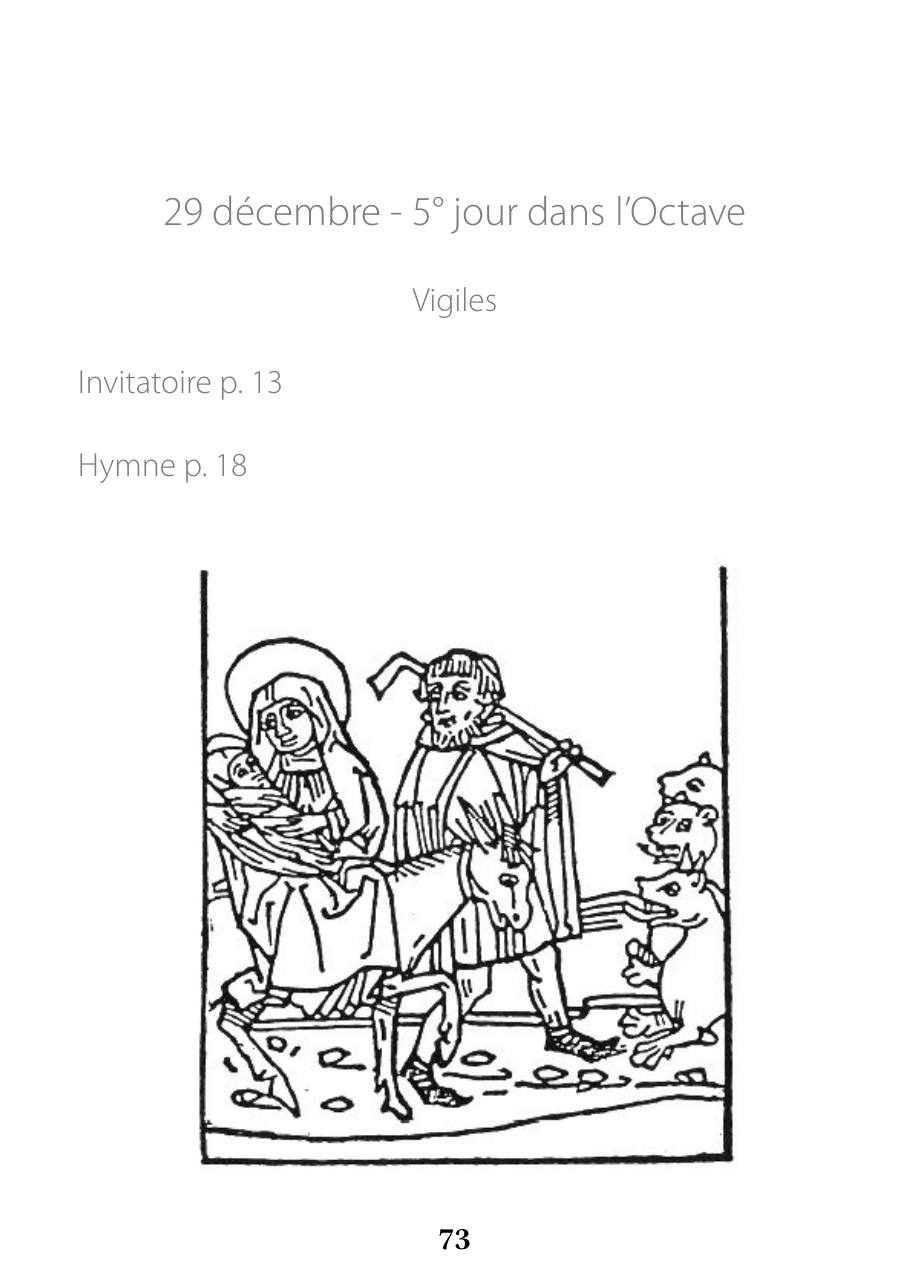 29 décembre - 5° jour dans l’Octave
Vigiles
Invitatoire p. 13
Hymne p. 18
73